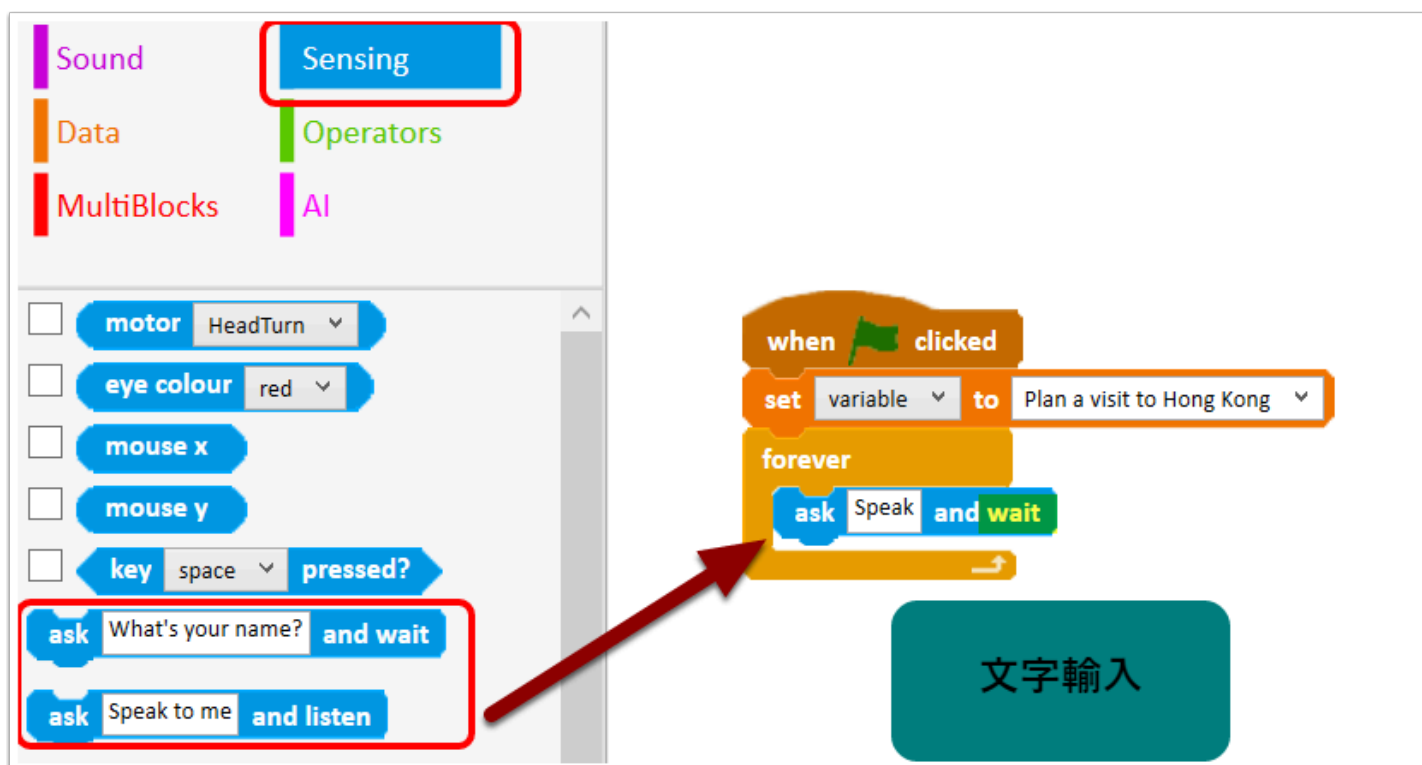 Sound
Sensing
Data
Operators
MultiBlocks
AI
motor HeadTurn
eye colour red
mouse x
mouse y
key space pressed?
ask What's your name? and wait
ask Speak to me and listen
when clicked
set variable to Plan a visit to Hong Kong
forever
ask Speak and wait
文字輸入